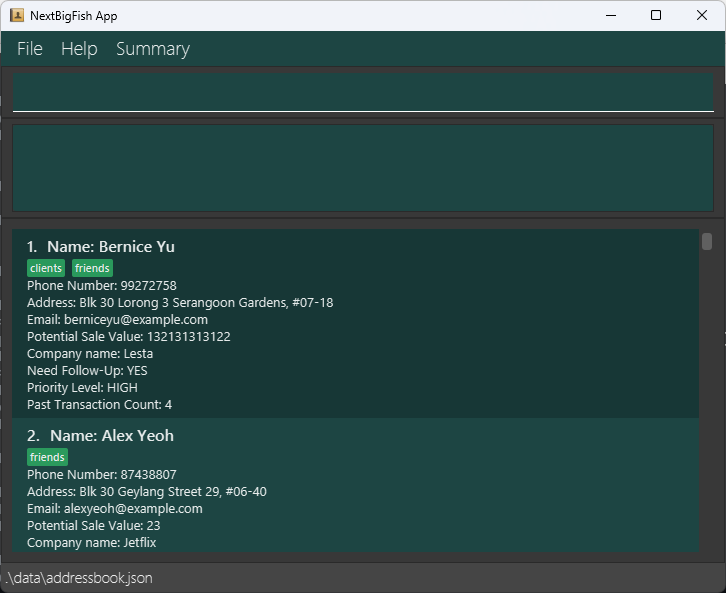 NextBigFish App
File Help Summary
1. Name: Bernice Yu
clients friends
Phone Number: 99272758
Address: Blk 30 Lorong 3 Serangoon Gardens, #07-18
Email: berniceyu@example.com
Potential Sale Value: 132131313122
Company name: Lesta
Need Follow-Up: YES
Priority Level: HIGH
Past Transaction Count: 4
2. Name: Alex Yeoh
friends
Phone Number: 87438807
Address: Blk 30 Geylang Street 29, #06-40
Email: alexyeoh@example.com
Potential Sale Value: 23
Company name: Jetflix
.\data\addressbook.json